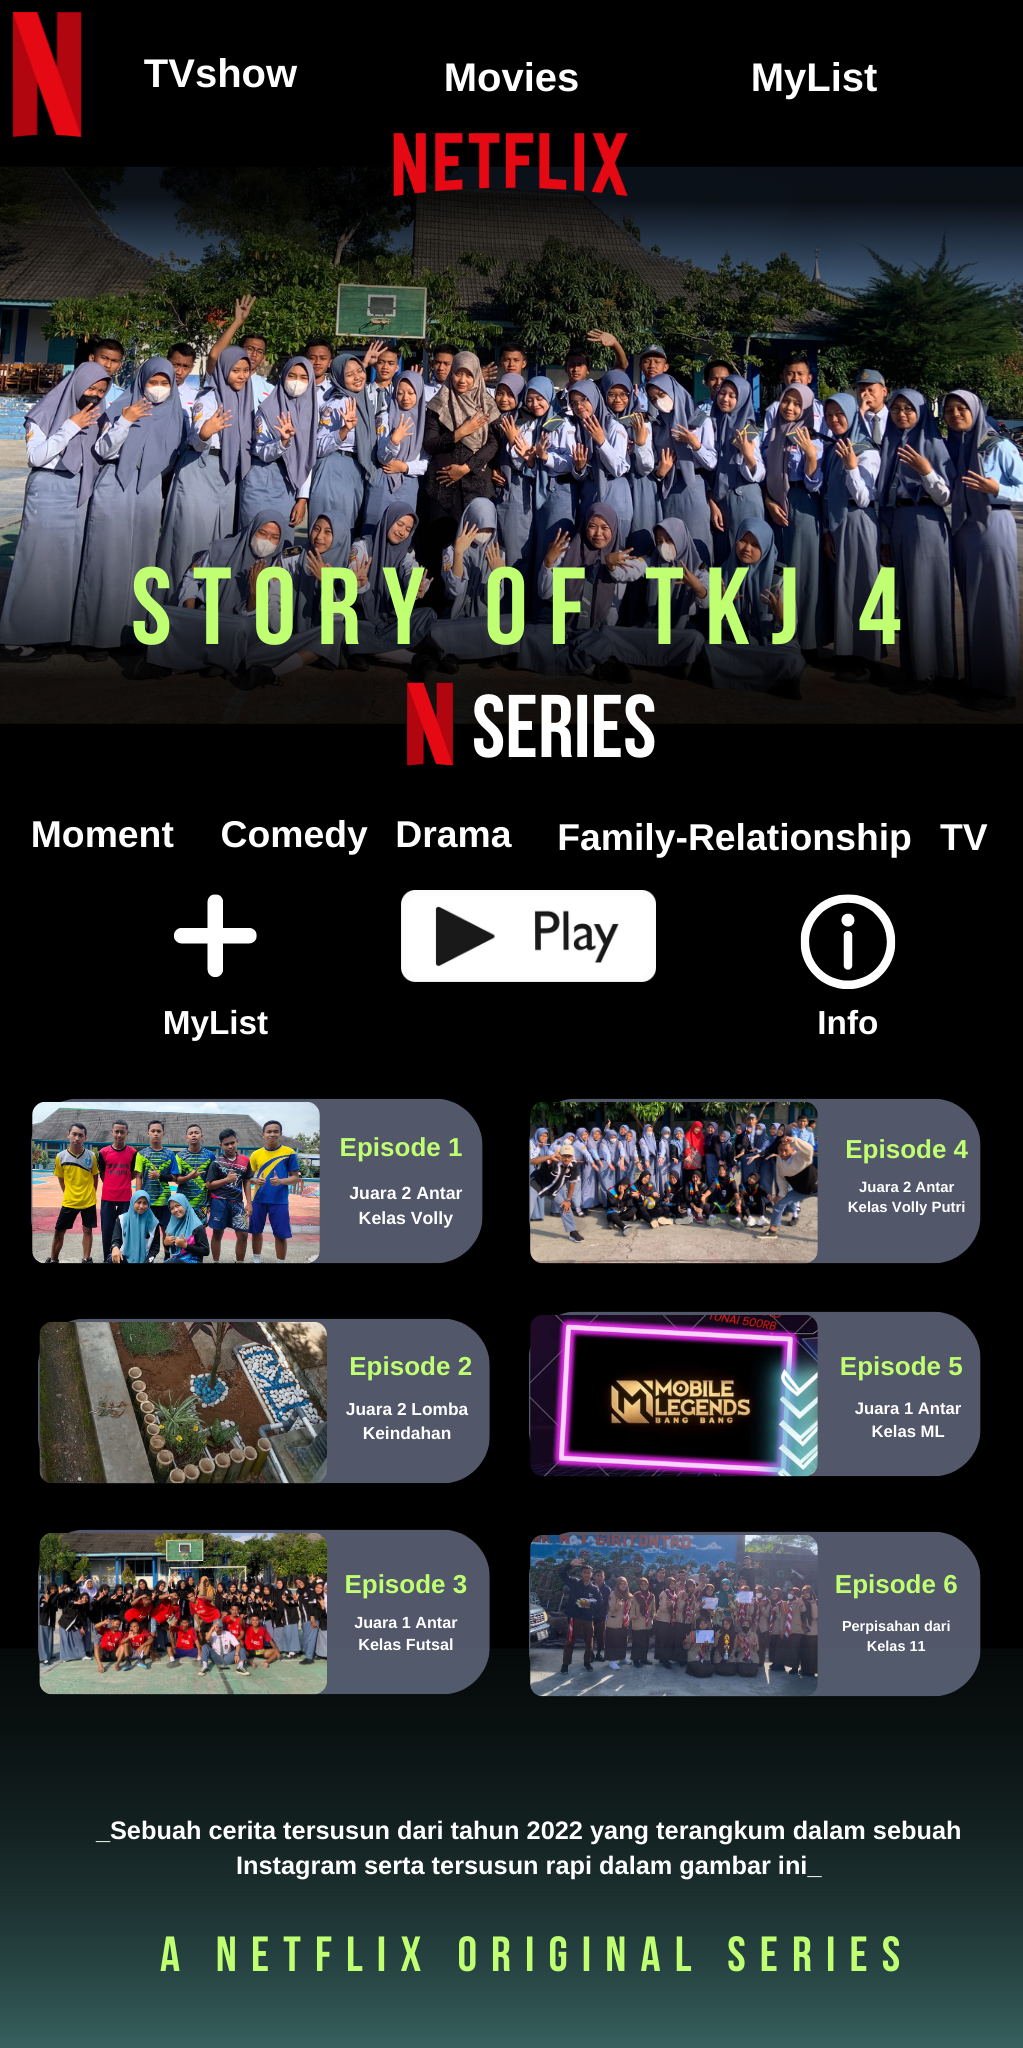 N
TVshow
Movies
MyList
NETFLIX
STORY OF TKJ 4
N SERIES
Moment
Comedy
Drama
Family-Relationship
TV
Play
MyList
Info
Episode 1
Juara 2 Antar
Kelas Volly
Episode 4
Juara 2 Antar
Kelas Volly Putri
Episode 2
Juara 2 Lomba
Keindahan
TUNAI 500RB
MOBILE
LEGENDS
BANG BANG
Episode 5
Juara 1 Antar
Kelas ML
Episode 3
Juara 1 Antar
Kelas Futsal
GIRITONTRO
Episode 6
Perpisahan dari
Kelas 11
_Sebuah cerita tersusun dari tahun 2022 yang terangkum dalam sebuah
Instagram serta tersusun rapi dalam gambar ini_
A NETFLIX ORIGINAL SERIES